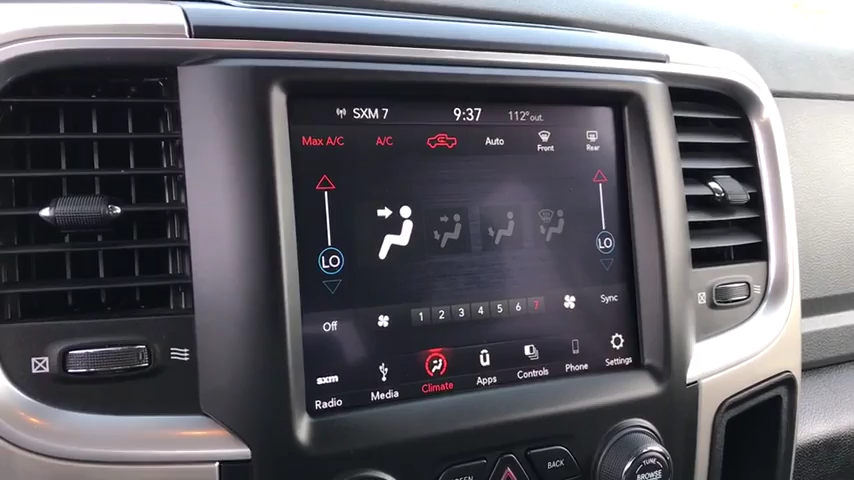 SXM 7 9:37 112° out.
Max A/C A/C Auto Front Rear
LO LO
Off 1 2 3 4 5 6 7 Sync
sxm
Radio Media Climate Apps Controls Phone Settings
BACK TUNE
BROWSE